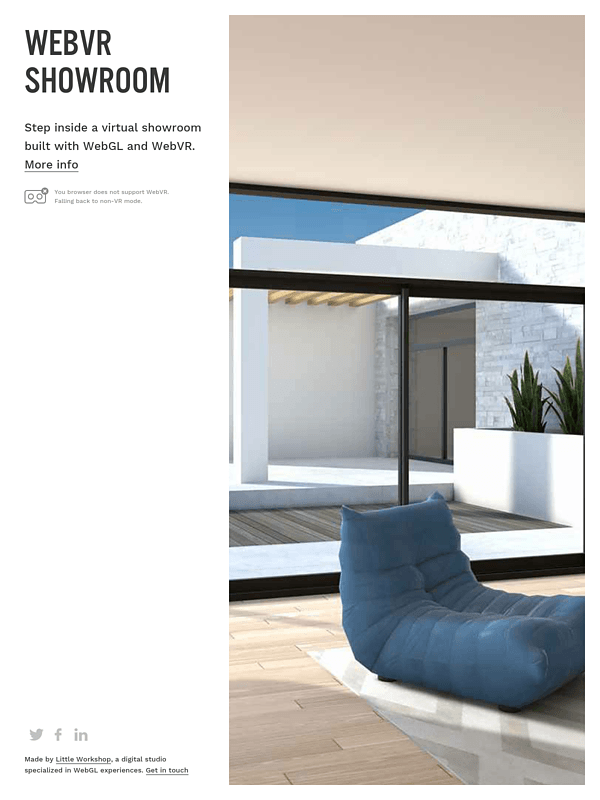 WEBVR
SHOWROOM
Step inside a virtual showroom
built with WebGL and WebVR.
More info
You browser does not support WebVR.
Falling back to non-VR mode.
Made by Little Workshop, a digital studio
specialized in WebGL experiences. Get in touch